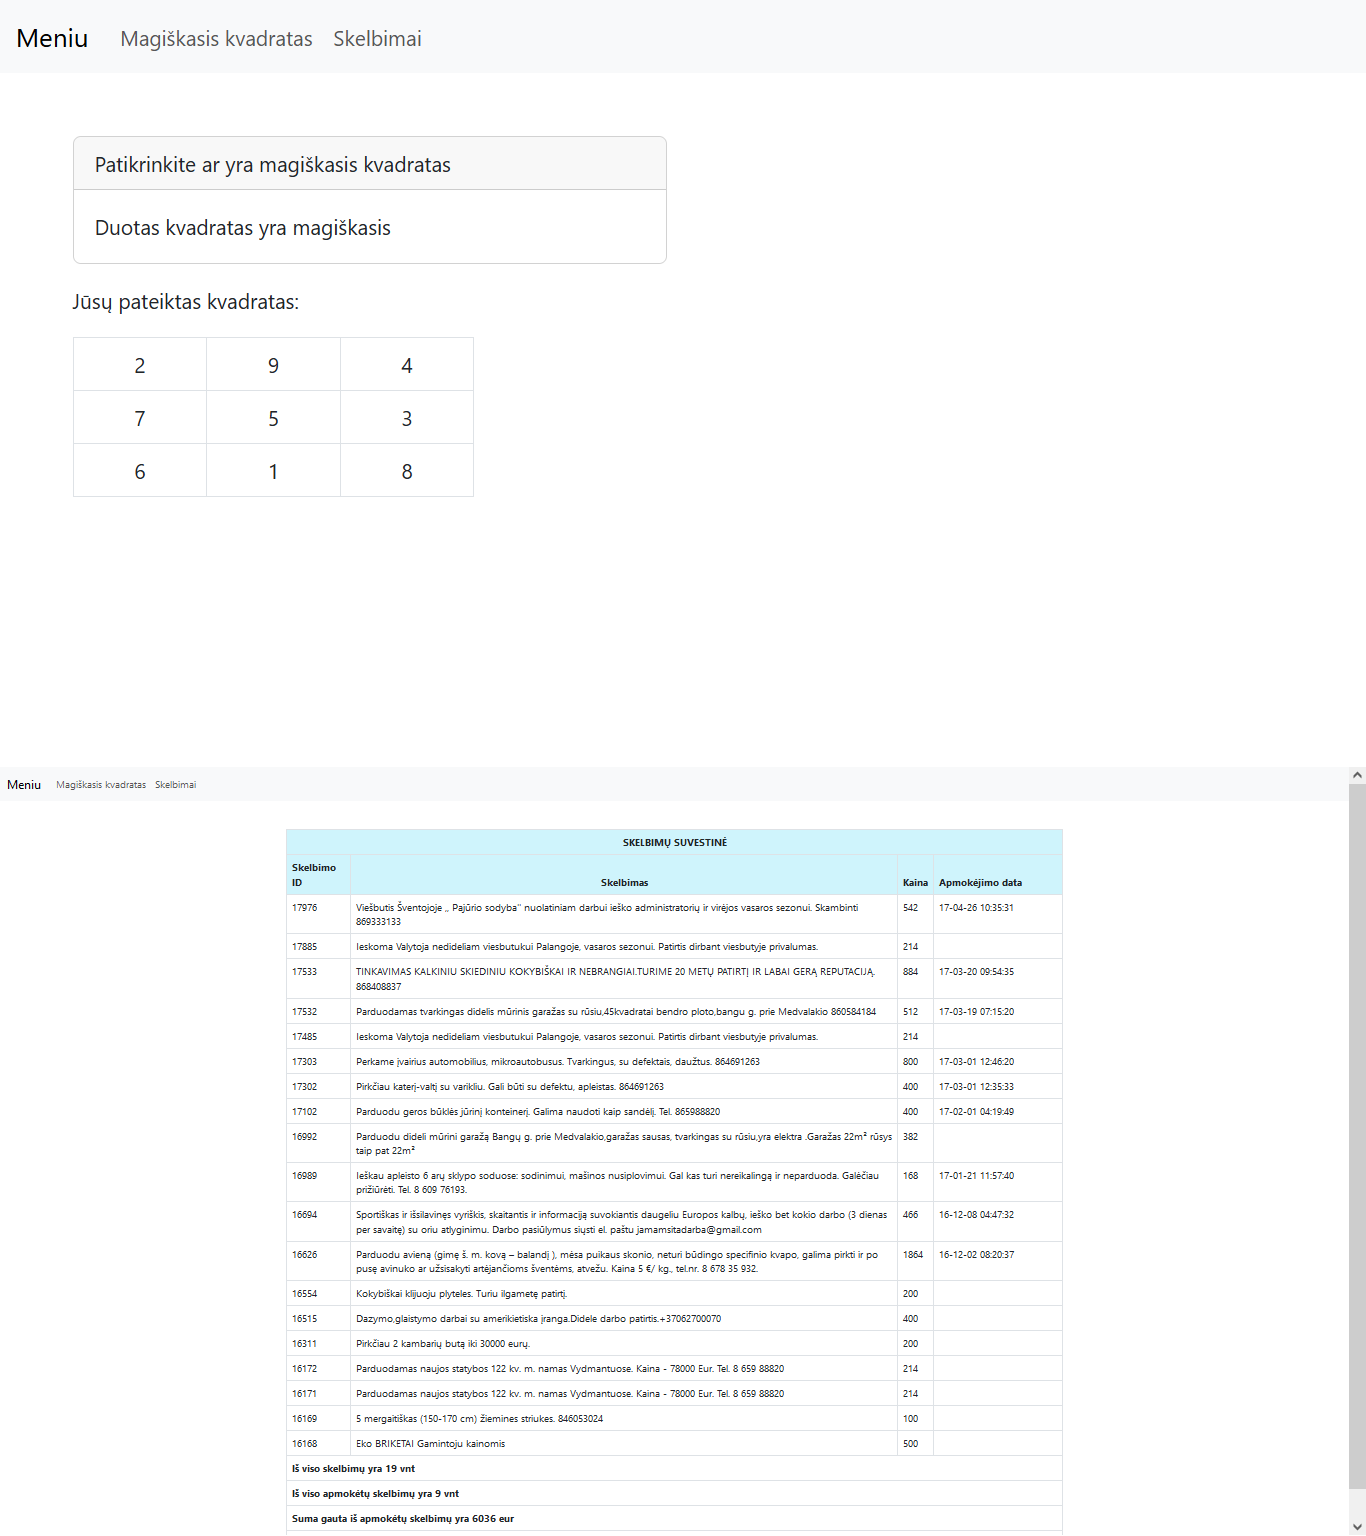 Meniu Magiškasis kvadratas Skelbimai
Patikrinkite ar yra magiškasis kvadratas
Duotas kvadratas yra magiškasis
Jūsų pateiktas kvadratas:
2 9 4
7 5 3
6 1 8
Meniu Magiškasis kvadratas Skelbimai
SKELBIMŲ SUVESTINĖ
Skelbimo
ID Skelbimas Kaina Apmokėjimo data
17976 Viešbutis Šventojoje ,, Pajūrio sodyba" nuolatiniam darbui ieško administratorių ir virėjos vasaros sezonui. Skambinti 542 17-04-26 10:35:31
869333133
17885 Ieskoma Valytoja nedideliam viesbutukui Palangoje, vasaros sezonui. Patirtis dirbant viesbutyje privalumas. 214
17533 TINKAVIMAS KALKINIU SKIEDINIU KOKYBIŠKAI IR NEBRANGIAI.TURIME 20 METŲ PATIRTĮ IR LABAI GERĄ REPUTACIJĄ. 884 17-03-20 09:54:35
868408837
17532 Parduodamas tvarkingas didelis mūrinis garažas su rūsiu,45kvadratai bendro ploto,bangu g. prie Medvalakio 860584184 512 17-03-19 07:15:20
17485 Ieskoma Valytoja nedideliam viesbutukui Palangoje, vasaros sezonui. Patirtis dirbant viesbutyje privalumas. 214
17303 Perkame įvairius automobilius, mikroautobusus. Tvarkingus, su defektais, daužtus. 864691263 800 17-03-01 12:46:20
17302 Pirkčiau katerį-valtį su varikliu. Gali būti su defektu, apleistas. 864691263 400 17-03-01 12:35:33
17102 Parduodu geros būklės jūrinį konteinerį. Galima naudoti kaip sandėlį. Tel. 865988820 400 17-02-01 04:19:49
16992 Parduodu dideli mūrini garažą Bangų g. prie Medvalakio,garažas sausas, tvarkingas su rūsiu,yra elektra .Garažas 22m² rūsys 382
taip pat 22m²
16989 Ieškau apleisto 6 arų sklypo soduose: sodinimui, mašinos nusiplovimui. Gal kas turi nereikalingą ir neparduoda. Galėčiau 168 17-01-21 11:57:40
prižiūrėti. Tel. 8 609 76193.
16694 Sportiškas ir išsilavinęs vyriškis, skaitantis ir informaciją suvokiantis daugeliu Europos kalbų, ieško bet kokio darbo (3 dienas 466 16-12-08 04:47:32
per savaitę) su oriu atlyginimu. Darbo pasiūlymus siųsti el. paštu jamamsitadarba@gmail.com
16626 Parduodu avieną (gimę š. m. kovą – balandį ), mėsa puikaus skonio, neturi būdingo specifinio kvapo, galima pirkti ir po 1864 16-12-02 08:20:37
pusę avinuko ar užsisakyti artėjančioms šventėms, atvežu. Kaina 5 €/ kg., tel.nr. 8 678 35 932.
16554 Kokybiškai klijuoju plyteles. Turiu ilgametę patirtį. 200
16515 Dazymo,glaistymo darbai su amerikietiska įranga.Didele darbo patirtis.+37062700070 400
16311 Pirkčiau 2 kambarių butą iki 30000 eurų. 200
16172 Parduodamas naujos statybos 122 kv. m. namas Vydmantuose. Kaina - 78000 Eur. Tel. 8 659 88820 214
16171 Parduodamas naujos statybos 122 kv. m. namas Vydmantuose. Kaina - 78000 Eur. Tel. 8 659 88820 214
16169 5 mergaitiškas (150-170 cm) žiemines striukes. 846053024 100
16168 Eko BRIKETAI Gamintoju kainomis 500
Iš viso skelbimų yra 19 vnt
Iš viso apmokėtų skelbimų yra 9 vnt
Suma gauta iš apmokėtų skelbimų yra 6036 eur